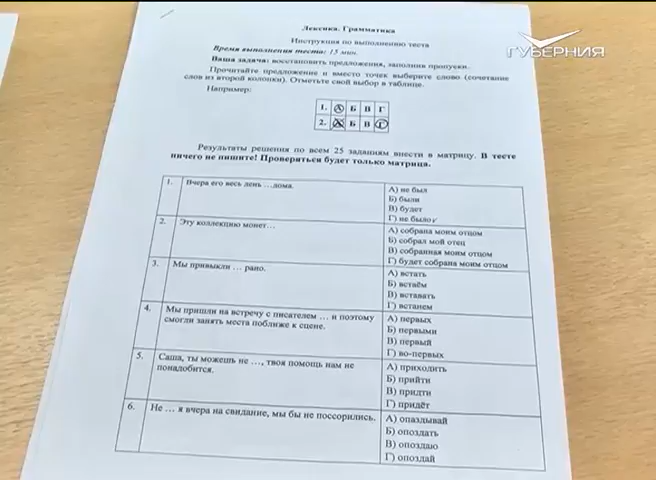 ГУБЕРНИЯ
Лексика. Грамматика
Инструкция по выполнению теста
Время выполнения теста: 15 мин.
Ваша задача: восстановить предложения, заполнив пропуски.
Прочитайте предложение и вместо точек выберите слово (сочетание
слов из второй колонки). Отметьте свой выбор в таблице.
Например:
1. А Б В Г
2. А Б В Г
Результаты решения по всем 25 заданиям внести в матрицу. В тесте
ничего не пишите! Проверяться будет только матрица.
1. Вчера его весь день …дома.
А) не был
Б) были
В) будет
Г) не было
2. Эту коллекцию монет…
А) собрана моим отцом
Б) собрал мой отец
В) собранная моим отцом
Г) будет собрана моим отцом
3. Мы привыкли … рано.
А) встать
Б) встаём
В) вставать
Г) встанем
4. Мы пришли на встречу с писателем … и поэтому
смогли занять места поближе к сцене.
А) первых
Б) первыми
В) первый
Г) во-первых
5. Саша, ты можешь не …, твоя помощь нам не
понадобится.
А) приходить
Б) прийти
В) придти
Г) придёт
6. Не … я вчера на свидание, мы бы не поссорились.
А) опаздывай
Б) опоздать
В) опоздаю
Г) опоздай